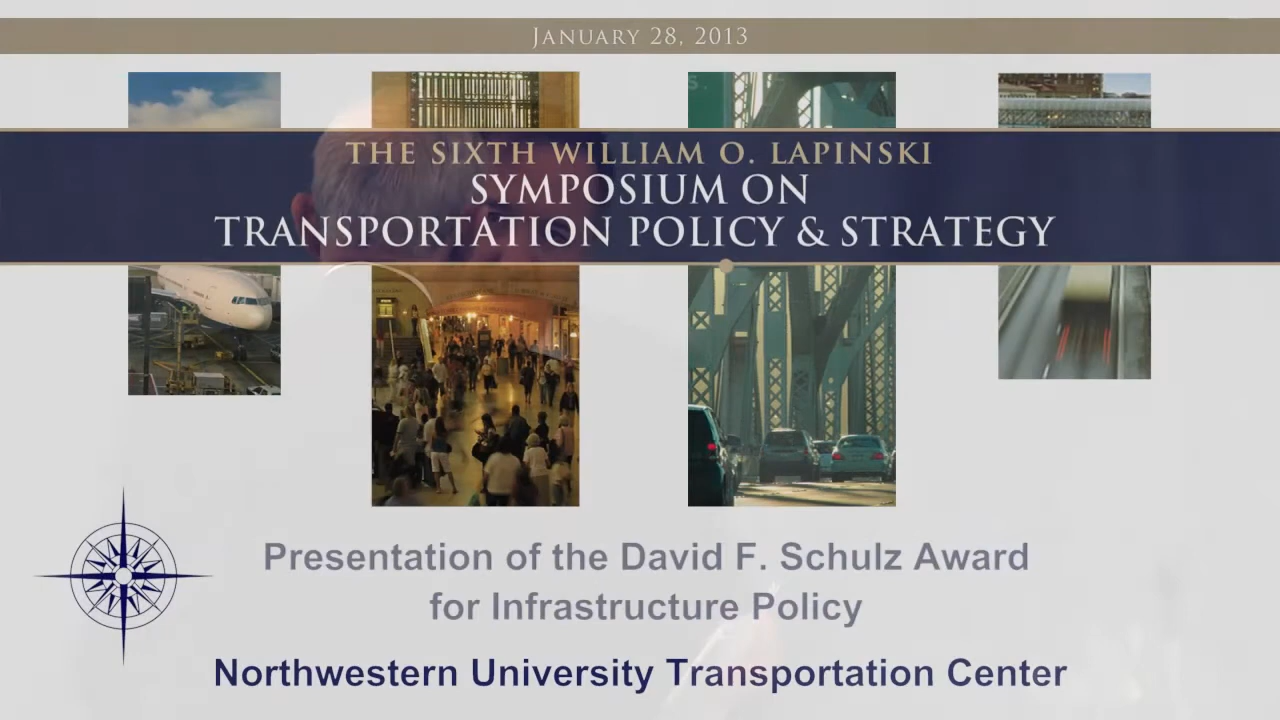 JANUARY 28, 2013
THE SIXTH WILLIAM O. LAPINSKI
SYMPOSIUM ON
TRANSPORTATION POLICY & STRATEGY
Presentation of the David F. Schulz Award
for Infrastructure Policy
Northwestern University Transportation Center